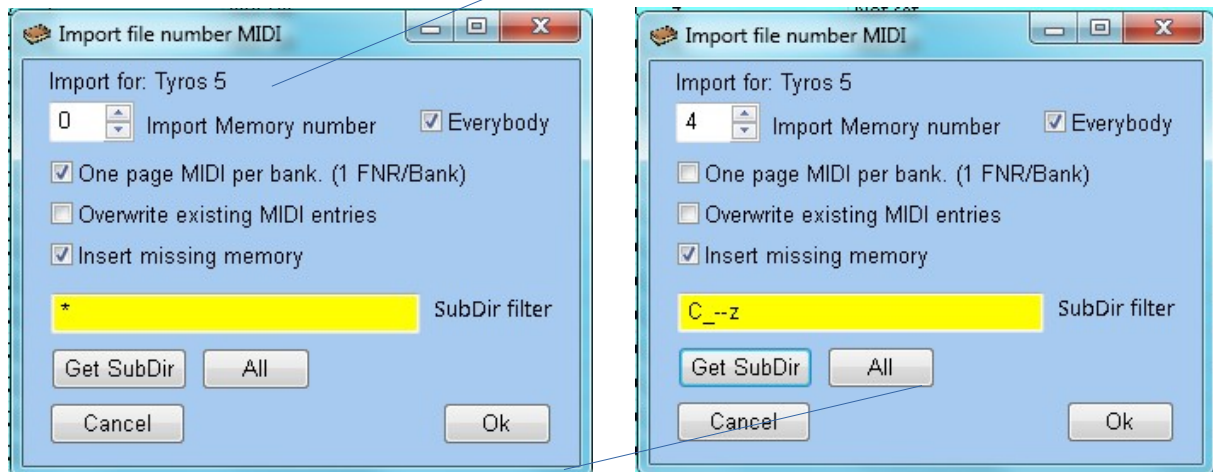 Import file number MIDI
Import for: Tyros 5
0 Import Memory number Everybody
One page MIDI per bank. (1 FNR/Bank)
Overwrite existing MIDI entries
Insert missing memory
* SubDir filter
Get SubDir All
Cancel Ok
Import file number MIDI
Import for: Tyros 5
4 Import Memory number Everybody
One page MIDI per bank. (1 FNR/Bank)
Overwrite existing MIDI entries
Insert missing memory
C_--z SubDir filter
Get SubDir All
Cancel Ok